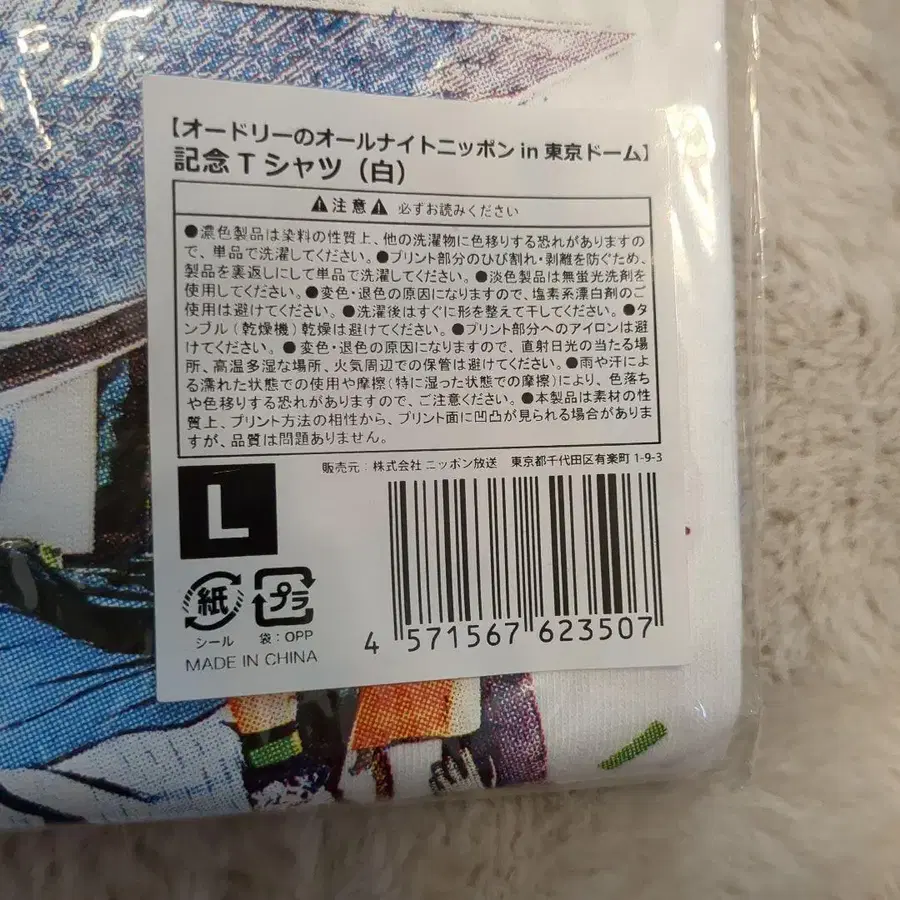 【オードリーのオールナイトニッポン in 東京ドーム】
記念Tシャツ（白）
⚠注意⚠ 必ずお読みください
●濃色製品は染料の性質上、他の洗濯物に色移りする恐れがありますの
で、単品で洗濯してください。●プリント部分のひび割れ・剥離を防ぐため、
製品を裏返しにして単品で洗濯してください。●淡色製品は無蛍光洗剤を
使用してください。●変色・退色の原因になりますので、塩素系漂白剤のご
使用は避けてください。●洗濯後はすぐに形を整えて干してください。●タ
ンブル（乾燥機）乾燥は避けてください。●プリント部分へのアイロンは避
けてください。●変色・退色の原因になりますので、直射日光の当たる場
所、高温多湿な場所、火気周辺での保管は避けてください。●雨や汗によ
る濡れた状態での使用や摩擦（特に湿った状態での摩擦）により、色落ち
や色移りする恐れがありますので、ご注意ください。●本製品は素材の性
質上、プリント方法の相性から、プリント面に凹凸が見られる場合がありま
すが、品質は問題ありません。
販売元：株式会社 ニッポン放送 東京都千代田区有楽町 1-9-3
L
紙 プラ
シール 袋：OPP
MADE IN CHINA
4 571567 623507